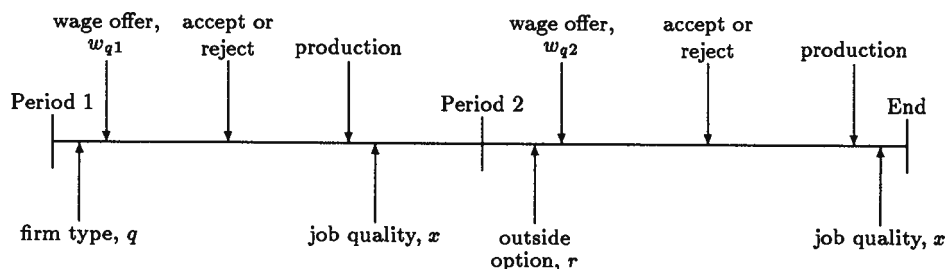 wage offer,
w_{q1}
accept or
reject
production
wage offer,
w_{q2}
accept or
reject
production
Period 1
Period 2
End
firm type, q
job quality, x
outside
option, r
job quality, x